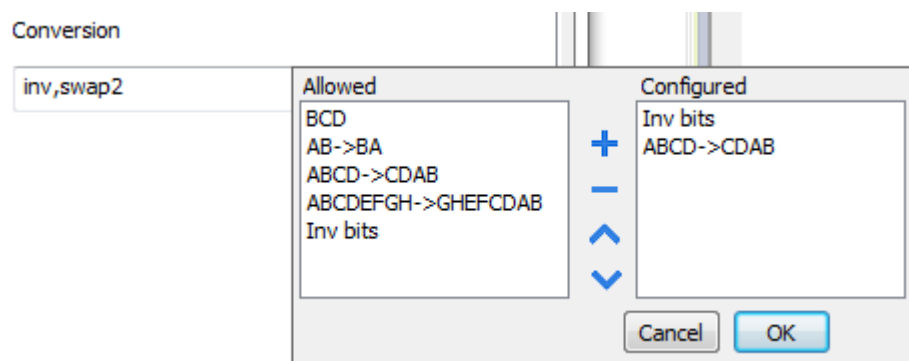 Conversion
inv,swap2
Allowed
BCD
AB->BA
ABCD->CDAB
ABCDEFGH->GHEFCDAB
Inv bits
Configured
Inv bits
ABCD->CDAB
Cancel
OK